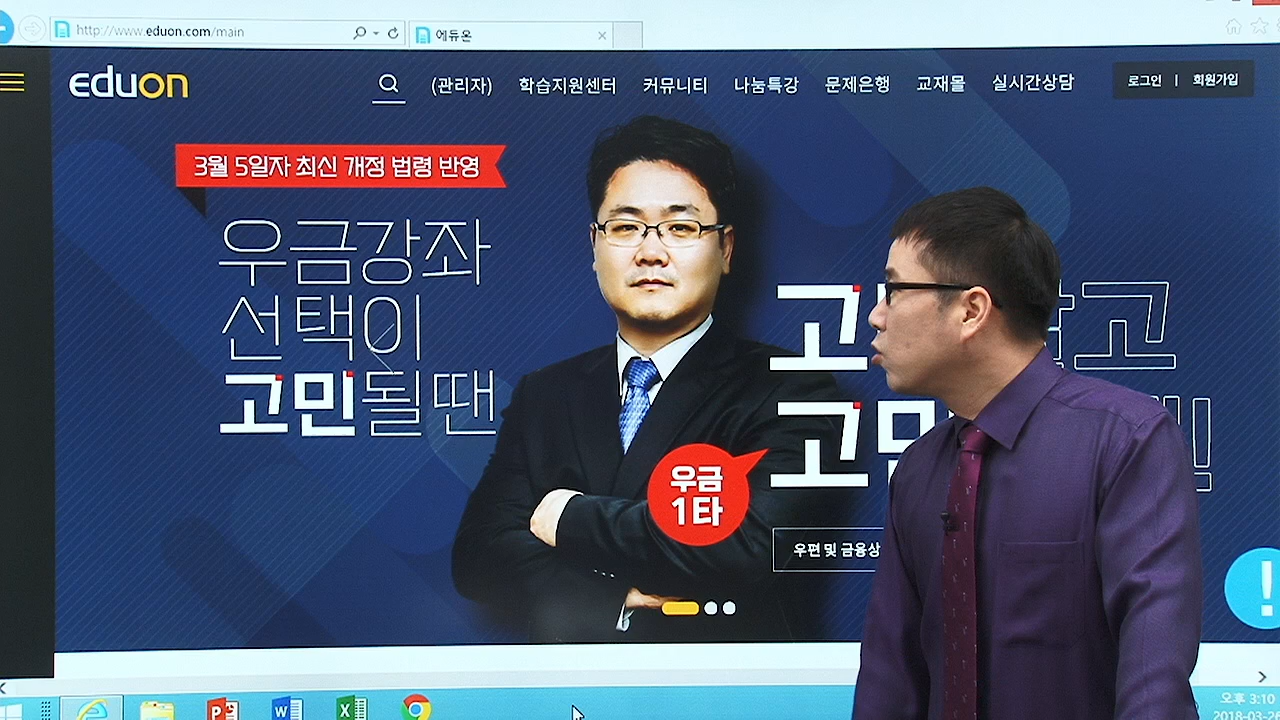 http://www.eduon.com/main
에듀온
eduon
(관리자) 학습지원센터 커뮤니티 나눔특강 문제은행 교재몰 실시간상담
로그인 | 회원가입
3월 5일자 최신 개정 법령 반영
우금강좌
선택이
고민될땐
고
고
고
!
우금
1타
우편 및 금융상
!
오후 3:10